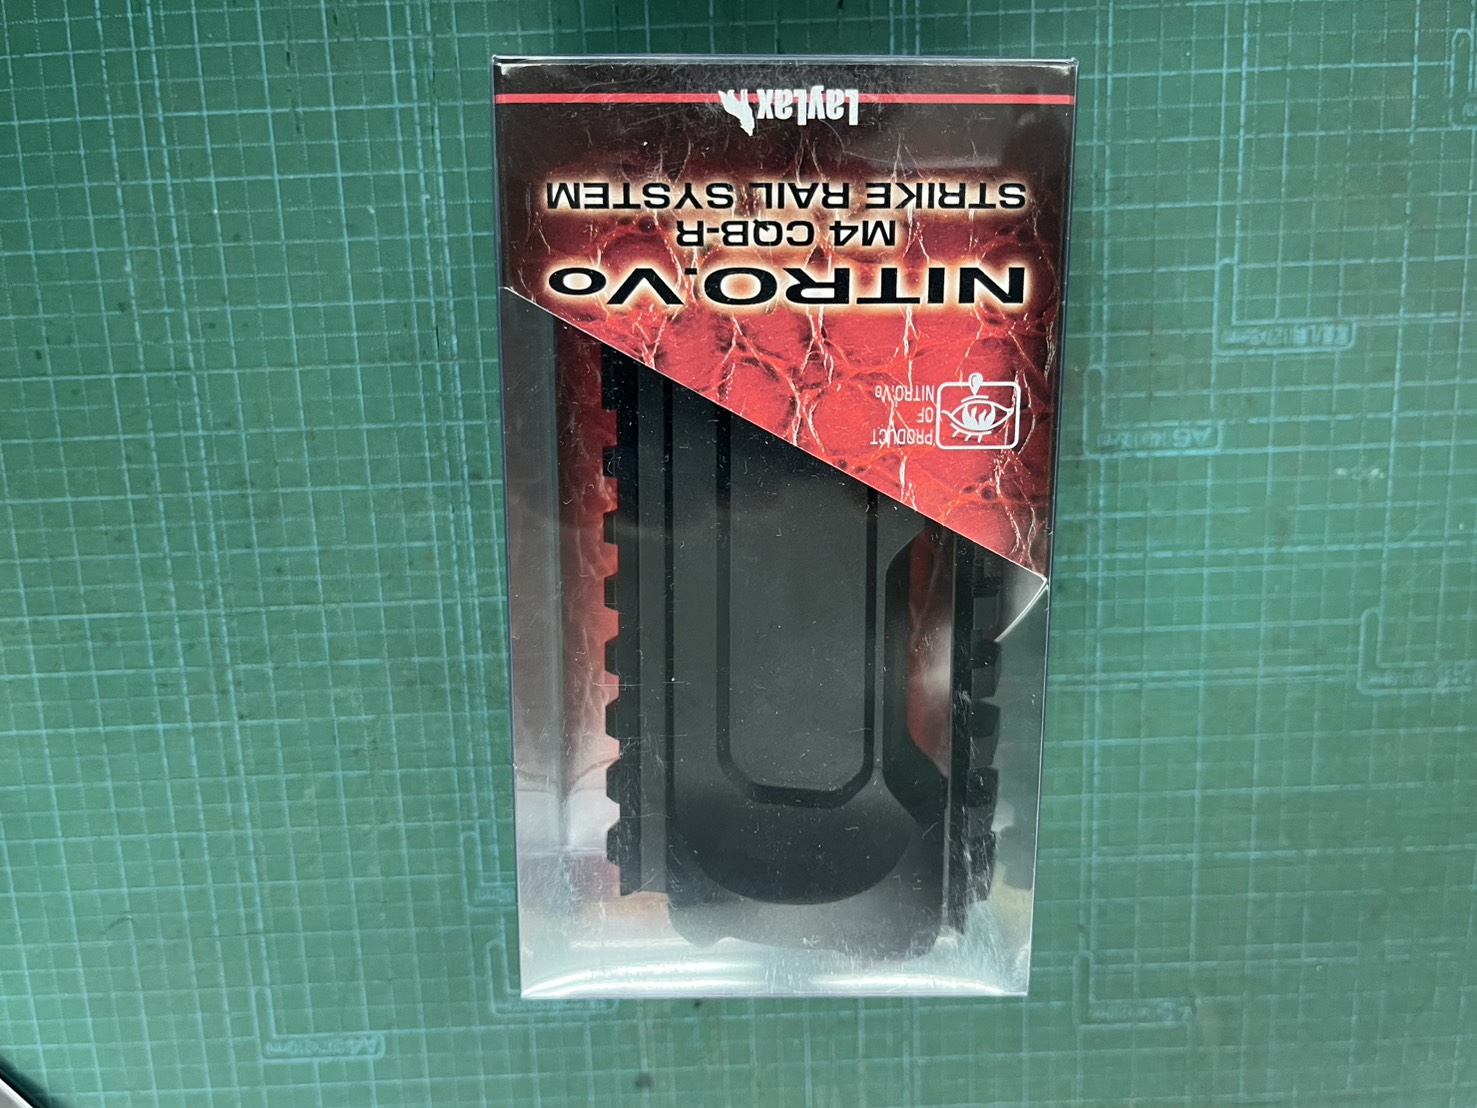 LayLax
STRIKE RAIL SYSTEM
M4 CQB-R
NITRO.Vo
PRODUCT
OF
NITRO.Vo